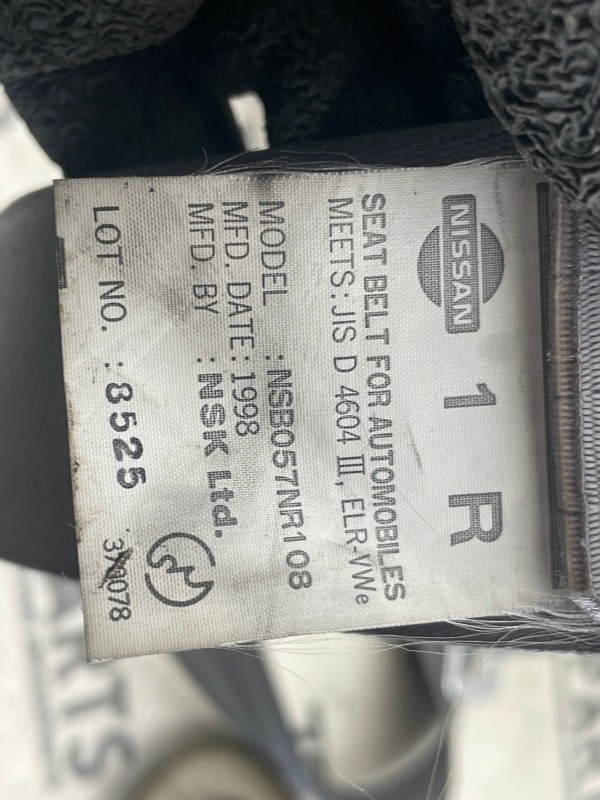 NISSAN 1 R
SEAT BELT FOR AUTOMOBILES
MEETS:JIS D 4604 III, ELR-VWe
MODEL :NSB057NR108
MFD. DATE:1998
MFD. BY :NSK Ltd.
LOT NO. :8525